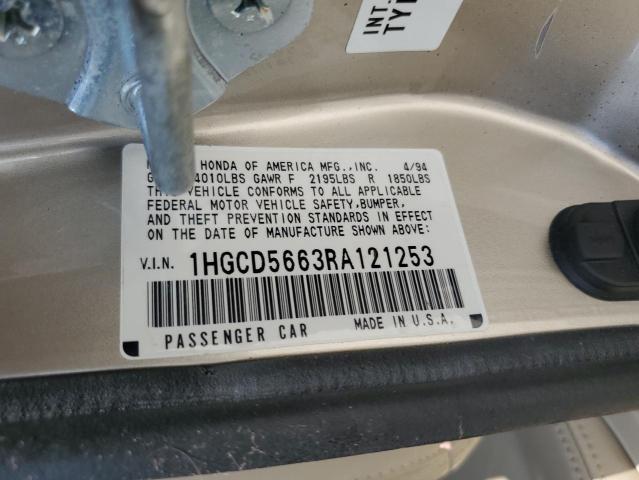 INT-
TYP
HONDA OF AMERICA MFG.,INC. 4/94
4010LBS GAWR F 2195LBS R 1850LBS
VEHICLE CONFORMS TO ALL APPLICABLE
FEDERAL MOTOR VEHICLE SAFETY,BUMPER,
AND THEFT PREVENTION STANDARDS IN EFFECT
ON THE DATE OF MANUFACTURE SHOWN ABOVE:
V.I.N. 1HGCD5663RA121253
PASSENGER CAR MADE IN U.S.A.